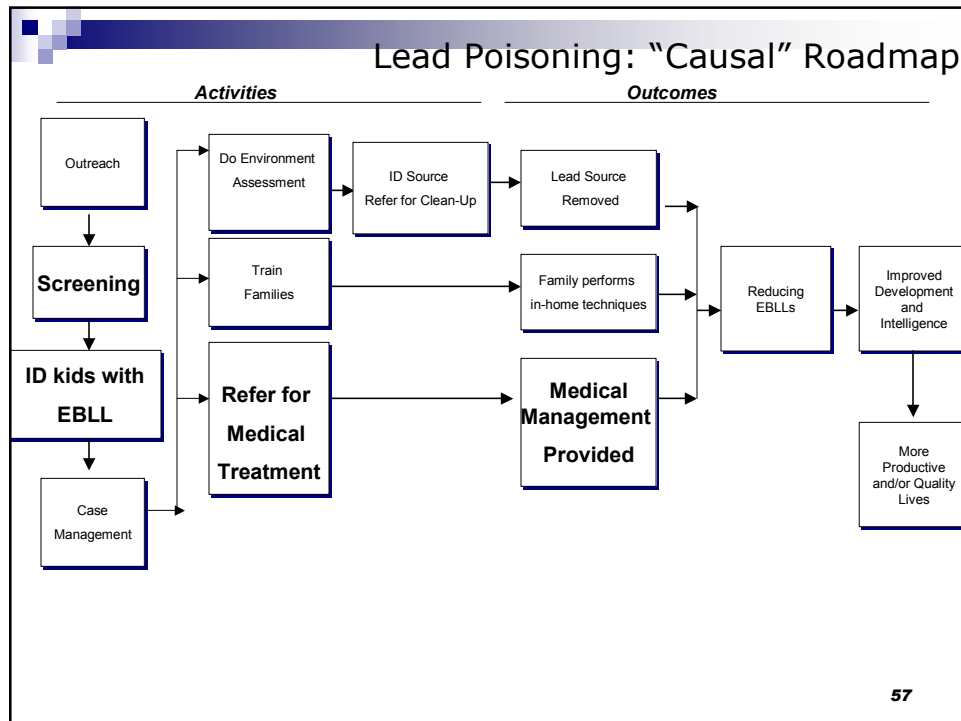 Lead Poisoning: “Causal” Roadmap
Activities
Outcomes
Outreach
Screening
ID kids with
EBLL
Case
Management
Do Environment
Assessment
ID Source
Refer for Clean-Up
Lead Source
Removed
Train
Families
Family performs
in-home techniques
Refer for
Medical
Treatment
Medical
Management
Provided
Reducing
EBLLs
Improved
Development
and
Intelligence
More
Productive
and/or Quality
Lives
57